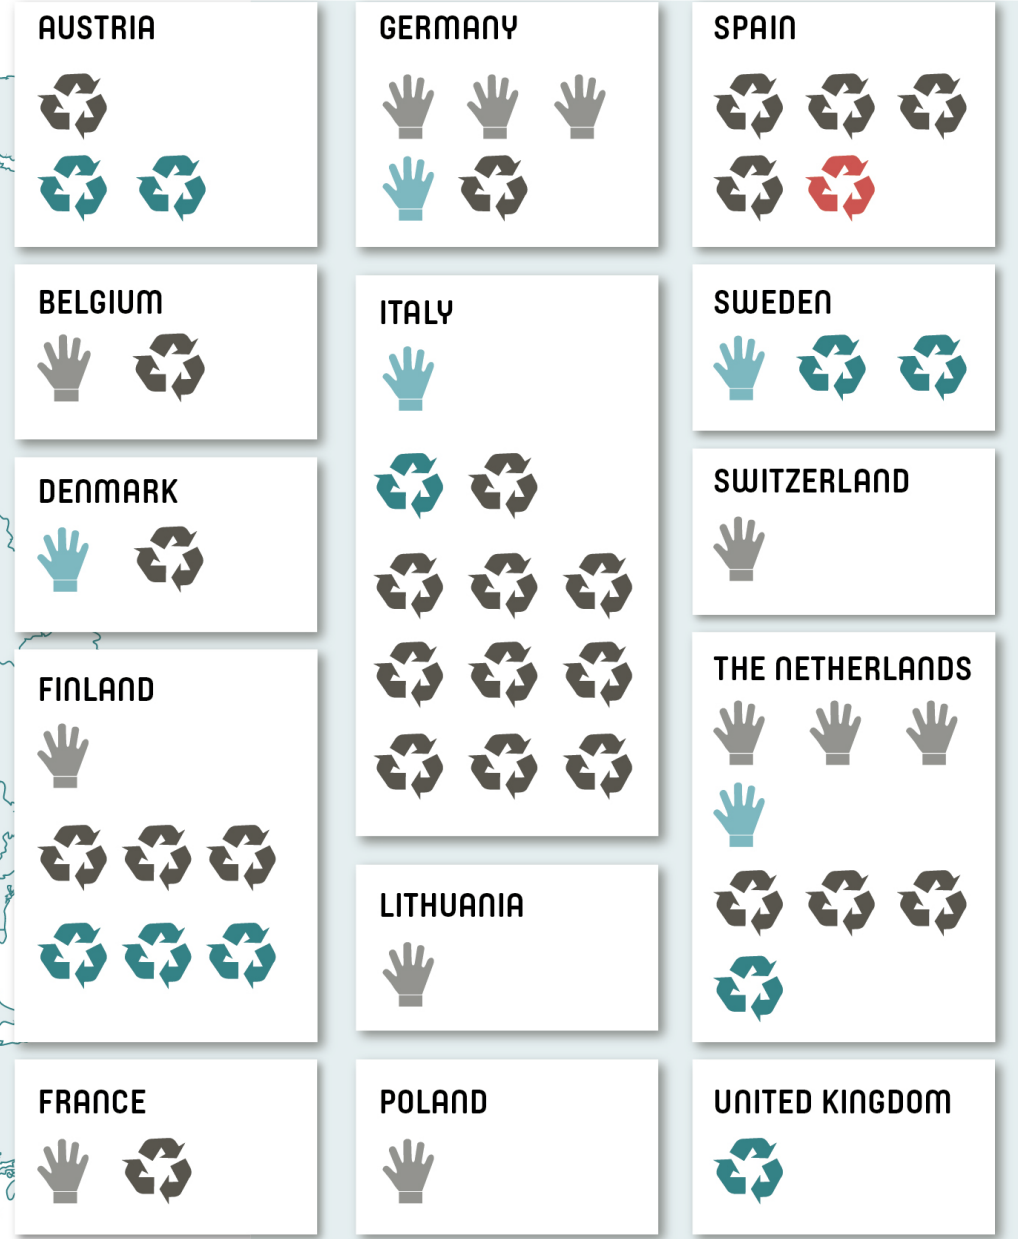 AUSTRIA
BELGIUM
DENMARK
FINLAND
FRANCE
GERMANY
ITALY
LITHUANIA
POLAND
SPAIN
SWEDEN
SWITZERLAND
THE NETHERLANDS
UNITED KINGDOM